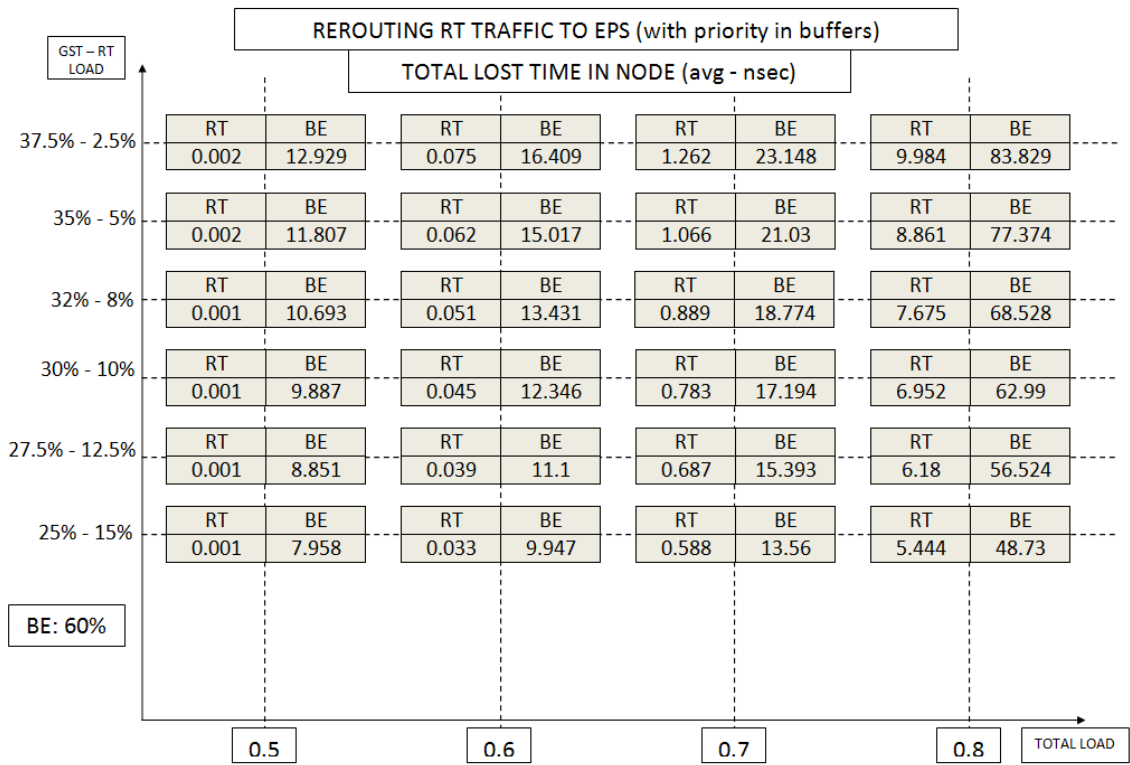 REROUTING RT TRAFFIC TO EPS (with priority in buffers)
GST – RT
LOAD
TOTAL LOST TIME IN NODE (avg - nsec)
37.5% - 2.5%
RT BE RT BE RT BE RT BE
0.002 12.929 0.075 16.409 1.262 23.148 9.984 83.829
35% - 5%
RT BE RT BE RT BE RT BE
0.002 11.807 0.062 15.017 1.066 21.03 8.861 77.374
32% - 8%
RT BE RT BE RT BE RT BE
0.001 10.693 0.051 13.431 0.889 18.774 7.675 68.528
30% - 10%
RT BE RT BE RT BE RT BE
0.001 9.887 0.045 12.346 0.783 17.194 6.952 62.99
27.5% - 12.5%
RT BE RT BE RT BE RT BE
0.001 8.851 0.039 11.1 0.687 15.393 6.18 56.524
25% - 15%
RT BE RT BE RT BE RT BE
0.001 7.958 0.033 9.947 0.588 13.56 5.444 48.73
BE: 60%
0.5 0.6 0.7 0.8 TOTAL LOAD